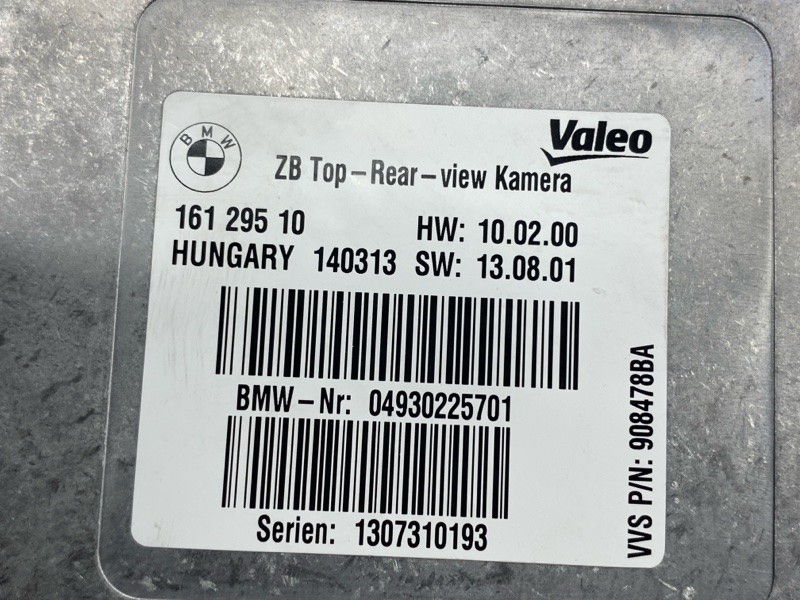 BMW
Valeo
ZB Top-Rear-view Kamera
161 295 10 HW: 10.02.00
HUNGARY 140313 SW: 13.08.01
BMW-Nr: 04930225701
Serien: 1307310193
VVS P/N: 908478BA